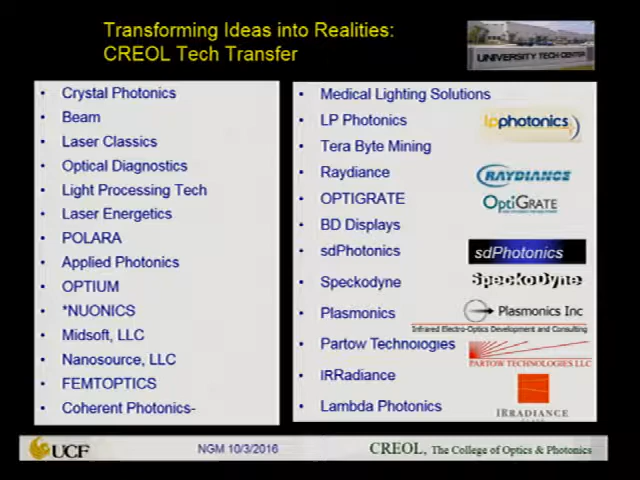 Transforming Ideas into Realities:
CREOL Tech Transfer
UNIVERSITY TECH CENTER
• Crystal Photonics
• Beam
• Laser Classics
• Optical Diagnostics
• Light Processing Tech
• Laser Energetics
• POLARA
• Applied Photonics
• OPTIUM
• *NUONICS
• Midsoft, LLC
• Nanosource, LLC
• FEMTOPTICS
• Coherent Photonics-
• Medical Lighting Solutions
• LP Photonics
• Tera Byte Mining
• Raydiance
• OPTIGRATE
• BD Displays
• sdPhotonics
• Speckodyne
• Plasmonics
• Partow Technologies
• IRRadiance
• Lambda Photonics
lpphotonics
RAYDIANCE
OptiGRATE
sdPhotonics
SpeckoDyne
Plasmonics Inc
Infrared Electro-Optics Development and Consulting
PARTOW TECHNOLOGIES LLC
IRRADIANCE
UCF
NGM 10/3/2016
CREOL, The College of Optics & Photonics